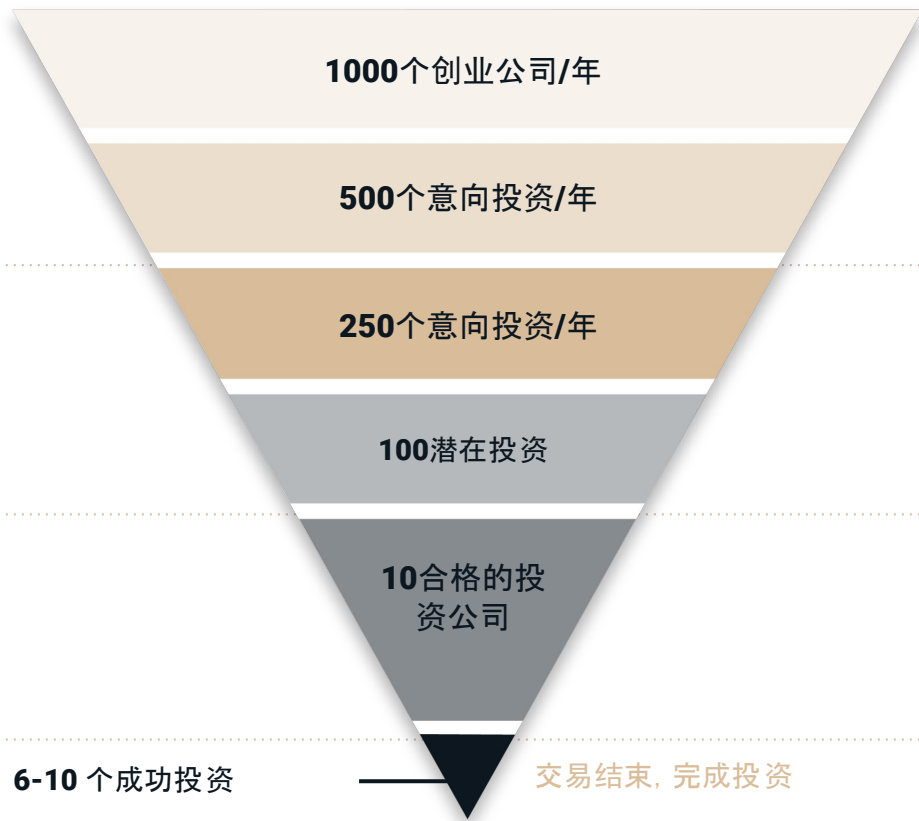 1000个创业公司/年
500个意向投资/年
250个意向投资/年
100潜在投资
10合格的投
资公司
6-10 个成功投资
交易结束, 完成投资